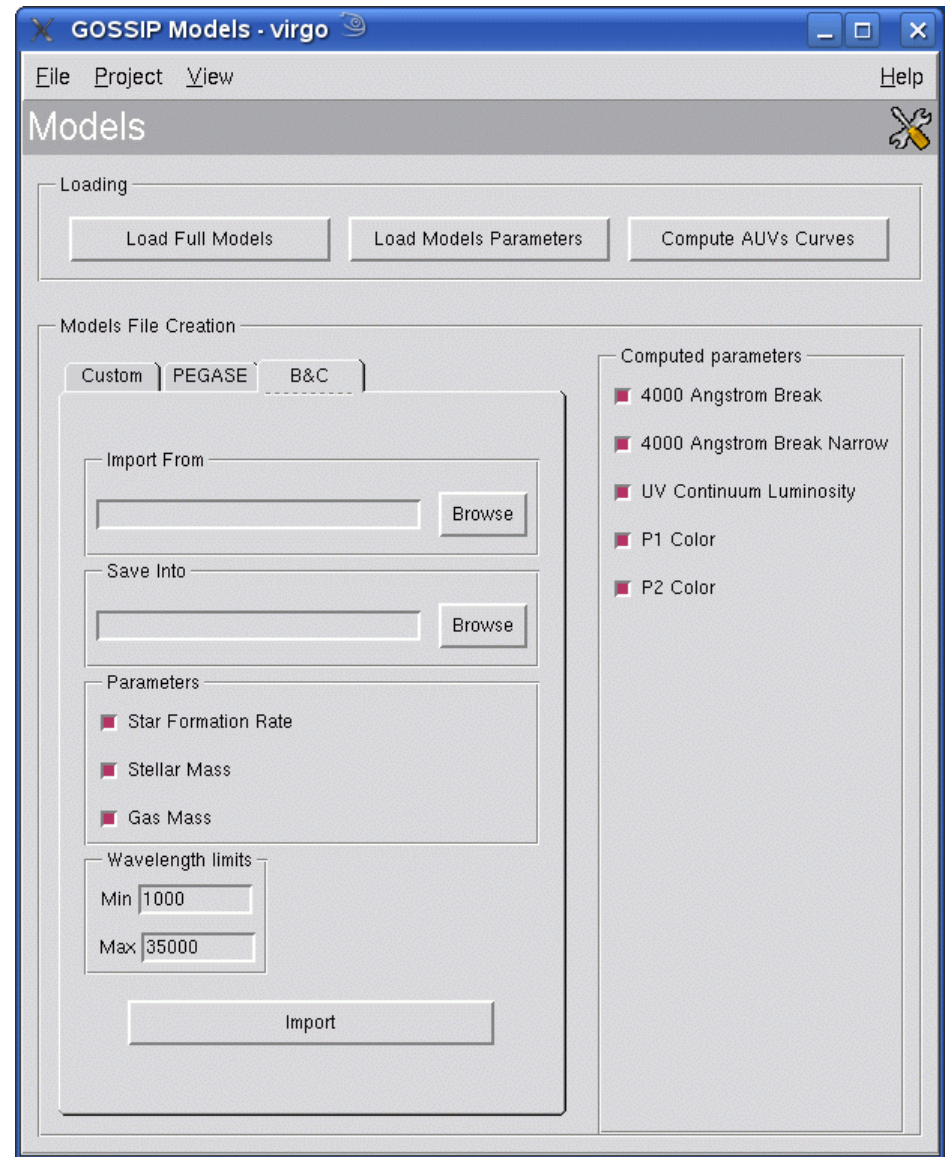 GOSSIP Models - virgo
File Project View Help
Models
Loading
Load Full Models
Load Models Parameters
Compute AUVs Curves
Models File Creation
Custom
PEGASE
B&C
Import From
Browse
Save Into
Browse
Parameters
Star Formation Rate
Stellar Mass
Gas Mass
Wavelength limits
Min 1000
Max 35000
Import
Computed parameters
4000 Angstrom Break
4000 Angstrom Break Narrow
UV Continuum Luminosity
P1 Color
P2 Color